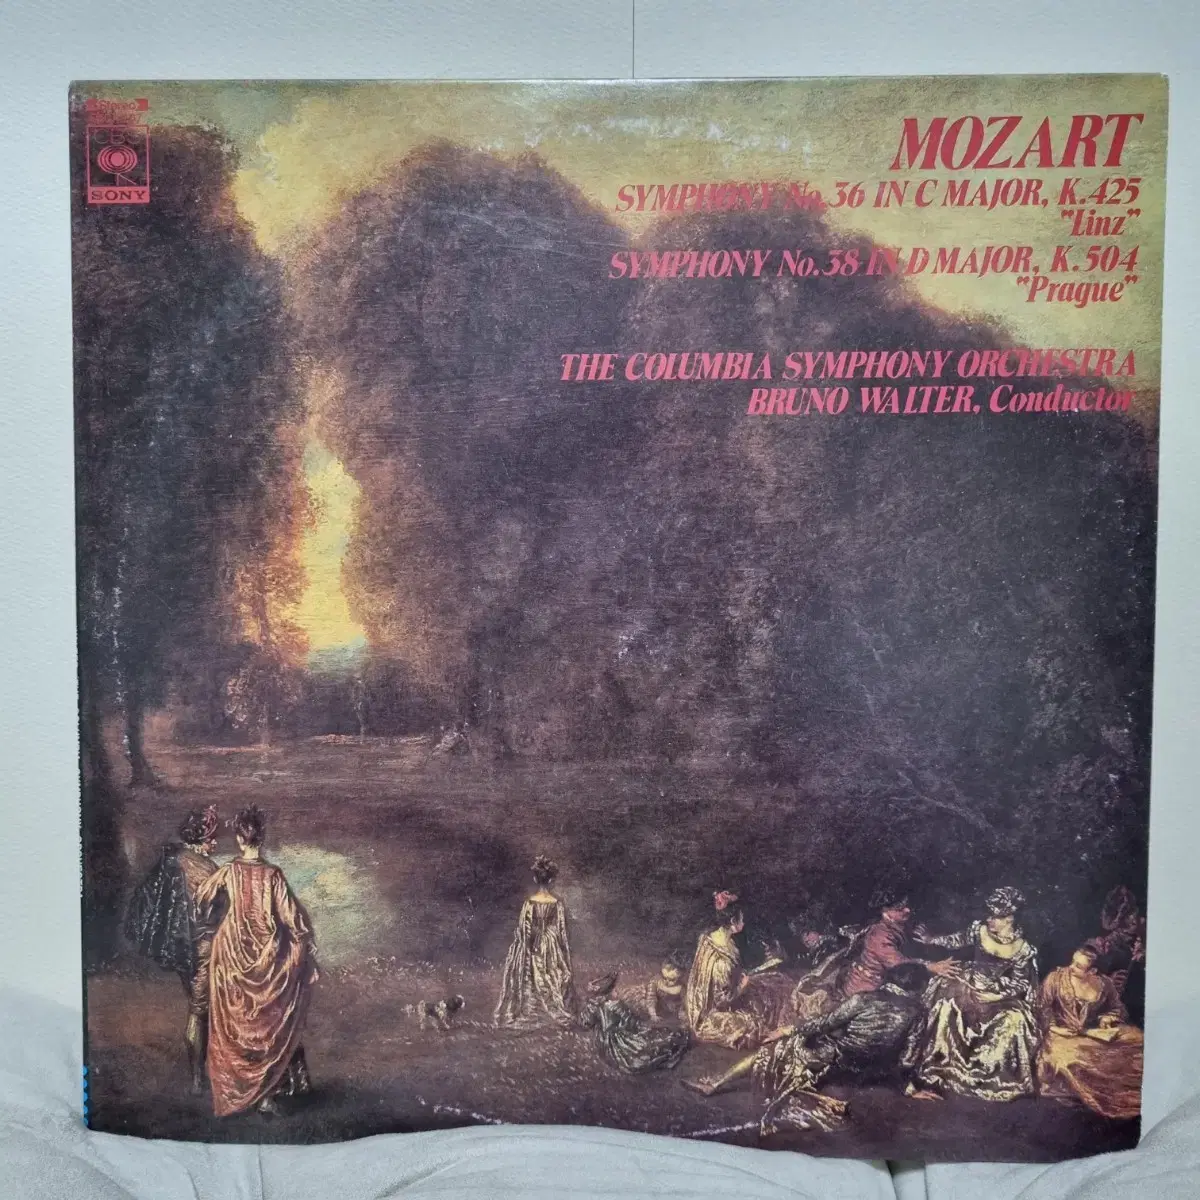 Stereo
CBS
SONY
MOZART
SYMPHONY No. 36 IN C MAJOR, K. 425
"Linz"
SYMPHONY No. 38 IN D MAJOR, K. 504
"Prague"
THE COLUMBIA SYMPHONY ORCHESTRA
BRUNO WALTER, Conductor